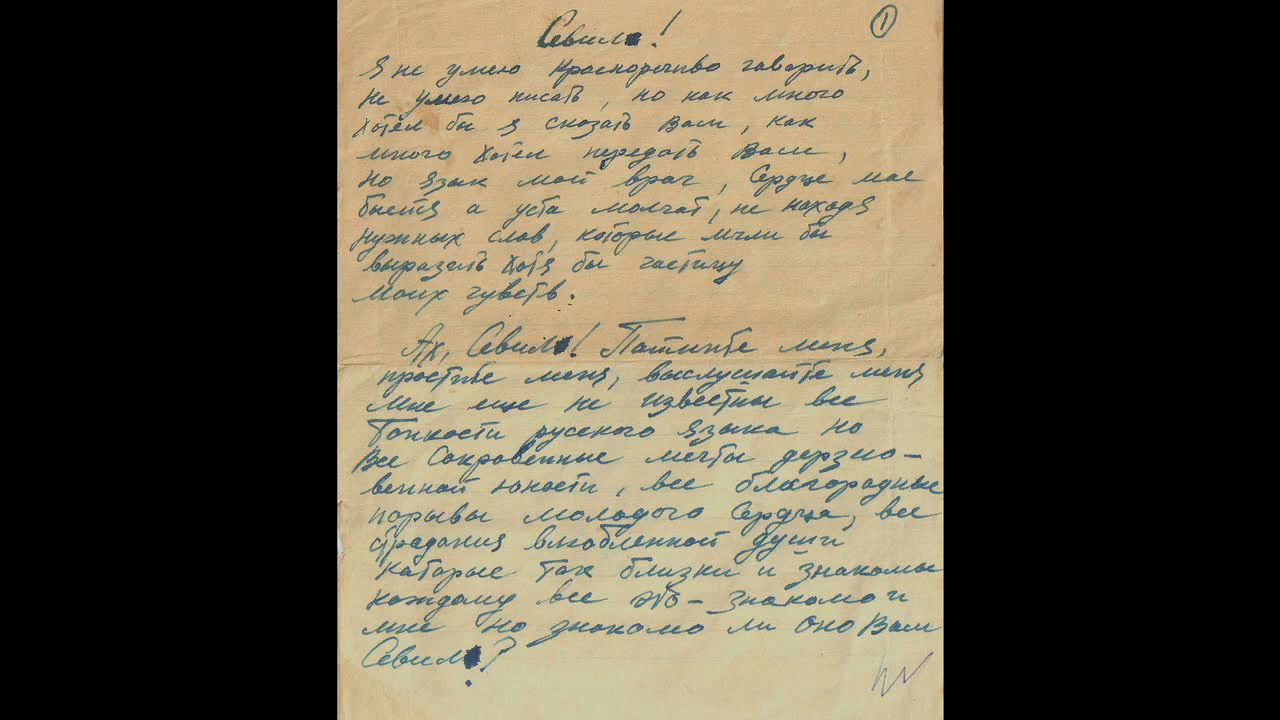 ①
Севиль!
Я не умею красноречиво гаварить,
не умею писать, но как много
хотел бы я сказать Вам, как
много хотел передать Вам,
но язык мой враг, сердце мое
бьется а уста молчат, не находя
нужных слов, которые мгли бы
выразить хотя бы частицу
моих чувств.
Ах, Севиль! Поймите меня,
простите меня, выслушайте меня
мне еще не известны все
тонкости русского языка но
все сокровенные мечты дерзно-
венной юности, все благородные
порывы молодого сердца, все
страдания влюбленной души
каторые так близки и знакомы
каждому все это - знакомо и
мне но знакомо ли оно Вам
Севиль?